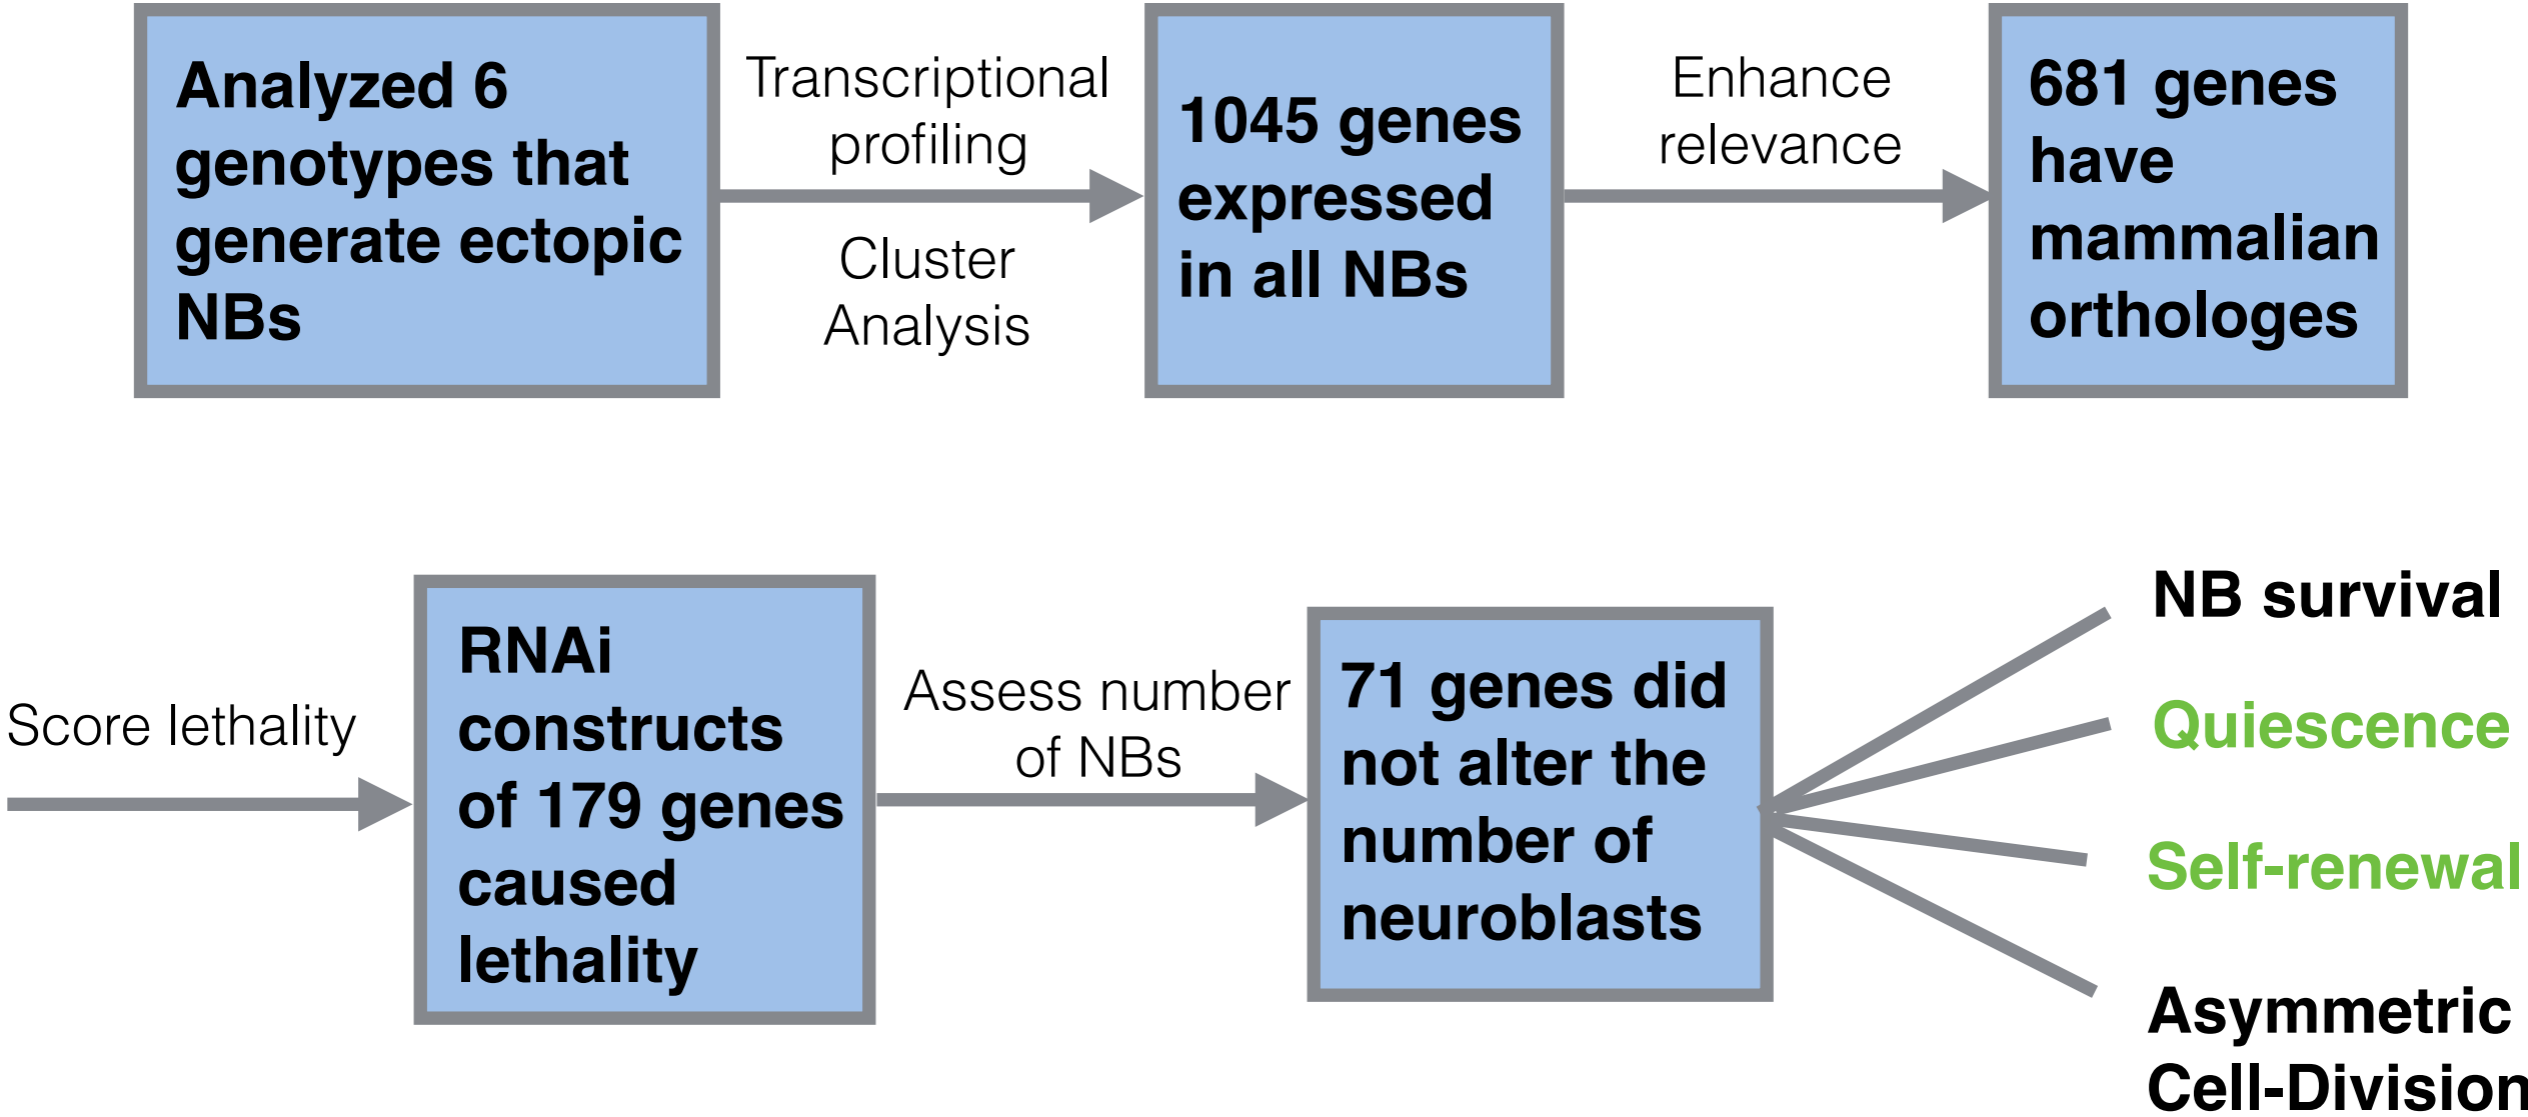 Analyzed 6
genotypes that
generate ectopic
NBs
Transcriptional
profiling
Cluster
Analysis
1045 genes
expressed
in all NBs
Enhance
relevance
681 genes
have
mammalian
orthologes
Score lethality
RNAi
constructs
of 179 genes
caused
lethality
Assess number
of NBs
71 genes did
not alter the
number of
neuroblasts
NB survival
Quiescence
Self-renewal
Asymmetric
Cell-Division